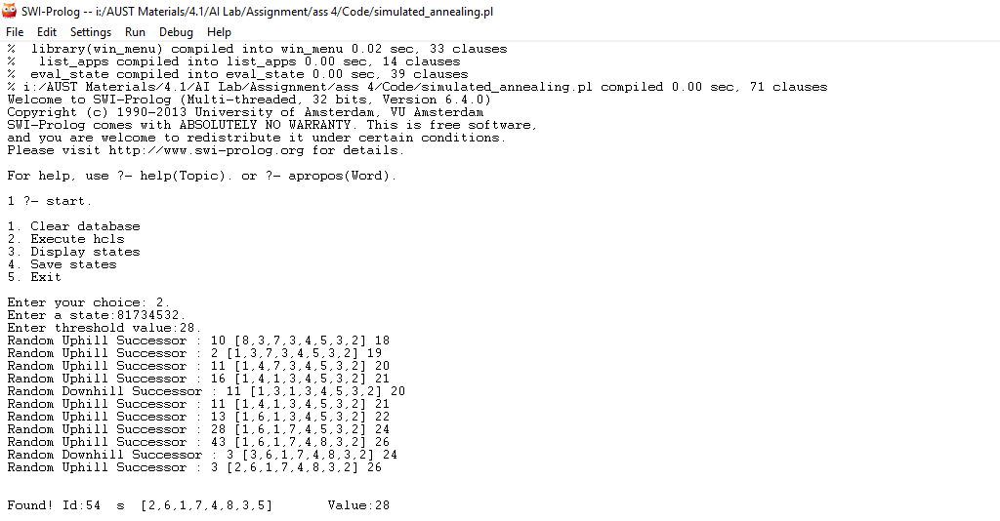 SWI-Prolog -- i:/AUST Materials/4.1/AI Lab/Assignment/ass 4/Code/simulated_annealing.pl
File Edit Settings Run Debug Help
% library(win_menu) compiled into win_menu 0.02 sec, 33 clauses
% list_apps compiled into list_apps 0.00 sec, 14 clauses
% eval_state compiled into eval_state 0.00 sec, 39 clauses
% i:/AUST Materials/4.1/AI Lab/Assignment/ass 4/Code/simulated_annealing.pl compiled 0.00 sec, 71 clauses
Welcome to SWI-Prolog (Multi-threaded, 32 bits, Version 6.4.0)
Copyright (c) 1990-2013 University of Amsterdam, VU Amsterdam
SWI-Prolog comes with ABSOLUTELY NO WARRANTY. This is free software,
and you are welcome to redistribute it under certain conditions.
Please visit http://www.swi-prolog.org for details.
For help, use ?- help(Topic). or ?- apropos(Word).
1 ?- start.
1. Clear database
2. Execute hcls
3. Display states
4. Save states
5. Exit
Enter your choice: 2.
Enter a state:81734532.
Enter threshold value:28.
Random Uphill Successor : 10 [8,3,7,3,4,5,3,2] 18
Random Uphill Successor : 2 [1,3,7,3,4,5,3,2] 19
Random Uphill Successor : 11 [1,4,7,3,4,5,3,2] 20
Random Uphill Successor : 16 [1,4,1,3,4,5,3,2] 21
Random Downhill Successor : 11 [1,3,1,3,4,5,3,2] 20
Random Uphill Successor : 11 [1,4,1,3,4,5,3,2] 21
Random Uphill Successor : 13 [1,6,1,3,4,5,3,2] 22
Random Uphill Successor : 28 [1,6,1,7,4,5,3,2] 24
Random Uphill Successor : 43 [1,6,1,7,4,8,3,2] 26
Random Downhill Successor : 3 [3,6,1,7,4,8,3,2] 24
Random Uphill Successor : 3 [2,6,1,7,4,8,3,2] 26
Found! Id:54 s [2,6,1,7,4,8,3,5] Value:28